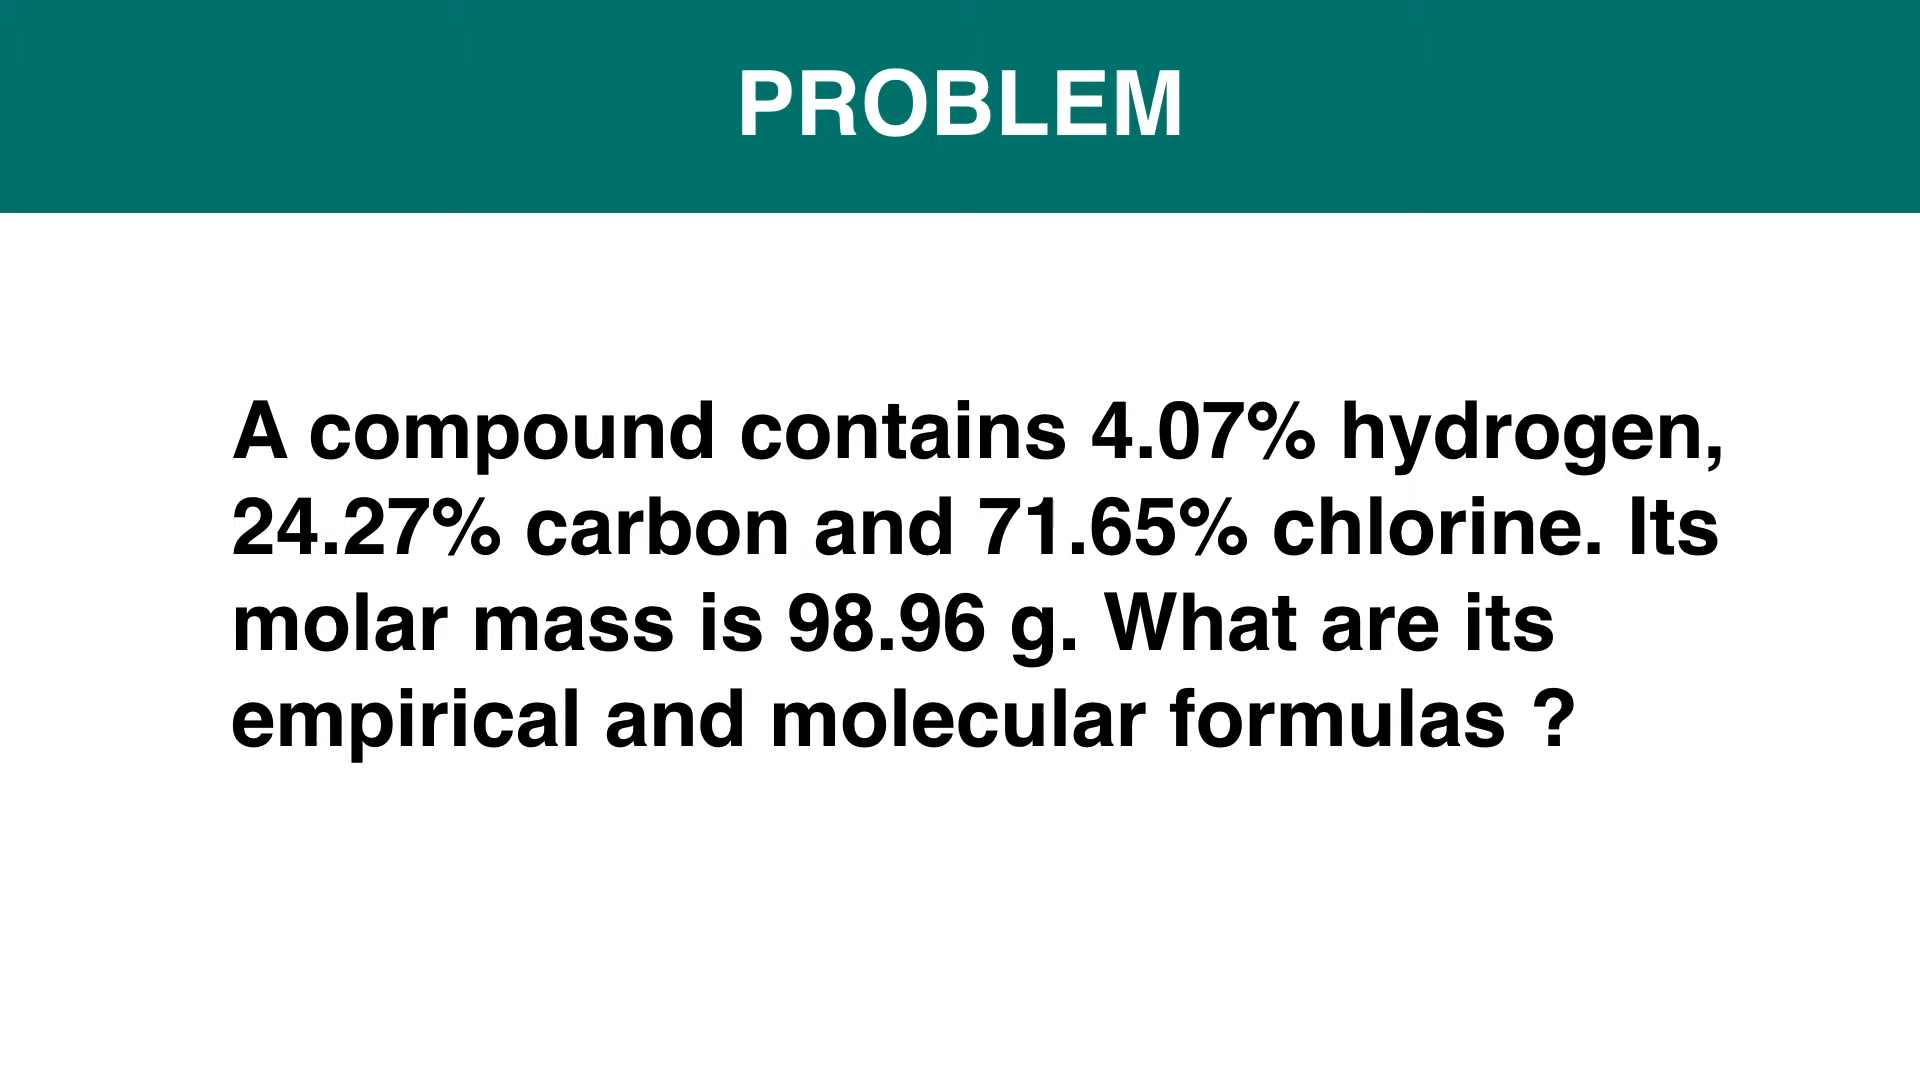 PROBLEM
A compound contains 4.07% hydrogen,
24.27% carbon and 71.65% chlorine. Its
molar mass is 98.96 g. What are its
empirical and molecular formulas ?